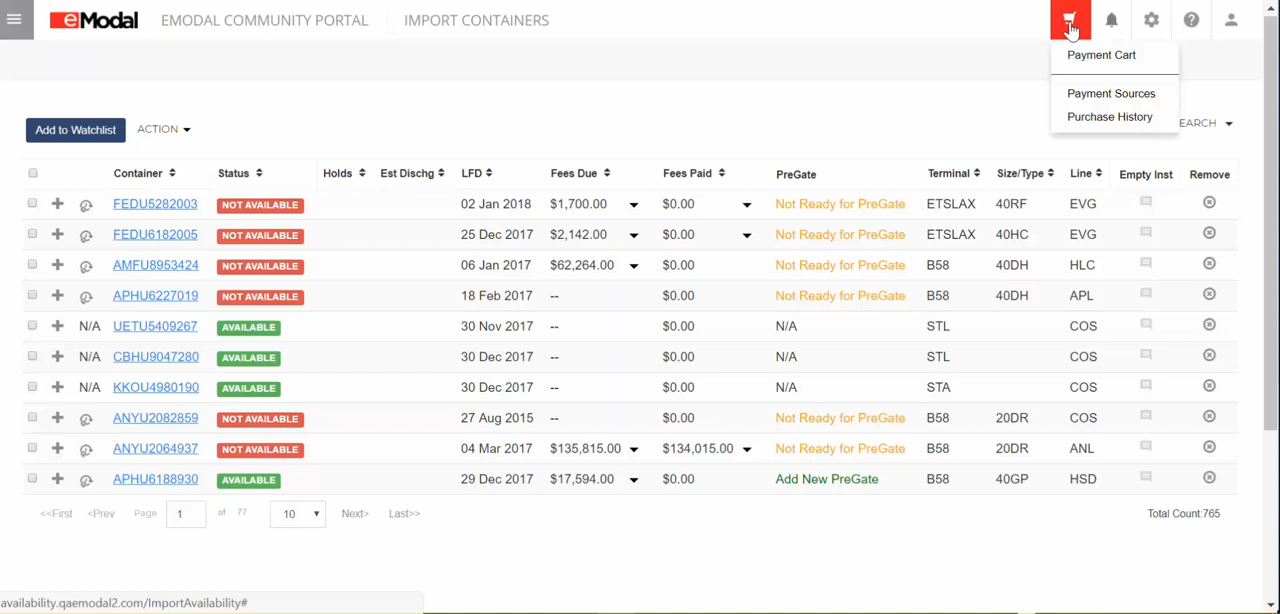 eModal EMODAL COMMUNITY PORTAL IMPORT CONTAINERS
Payment Cart
Payment Sources
Purchase History
Add to Watchlist ACTION EARCH
Container Status Holds Est Dischg LFD Fees Due Fees Paid PreGate Terminal Size/Type Line Empty Inst Remove
FEDU5282003 NOT AVAILABLE 02 Jan 2018 $1,700.00 $0.00 Not Ready for PreGate ETSLAX 40RF EVG
FEDU6182005 NOT AVAILABLE 25 Dec 2017 $2,142.00 $0.00 Not Ready for PreGate ETSLAX 40HC EVG
AMFU8953424 NOT AVAILABLE 06 Jan 2017 $62,264.00 $0.00 Not Ready for PreGate B58 40DH HLC
APHU6227019 NOT AVAILABLE 18 Feb 2017 -- $0.00 Not Ready for PreGate B58 40DH APL
N/A UETU5409267 AVAILABLE 30 Nov 2017 -- $0.00 N/A STL COS
N/A CBHU9047280 AVAILABLE 30 Dec 2017 -- $0.00 N/A STL COS
N/A KKOU4980190 AVAILABLE 30 Dec 2017 -- $0.00 N/A STA COS
ANYU2082859 NOT AVAILABLE 27 Aug 2015 -- $0.00 Not Ready for PreGate B58 20DR COS
ANYU2064937 NOT AVAILABLE 04 Mar 2017 $135,815.00 $134,015.00 Not Ready for PreGate B58 20DR ANL
APHU6188930 AVAILABLE 29 Dec 2017 $17,594.00 $0.00 Add New PreGate B58 40GP HSD
<<First <Prev Page 1 of 77 10 Next> Last>> Total Count:765
availability.qaemodal2.com/ImportAvailability#